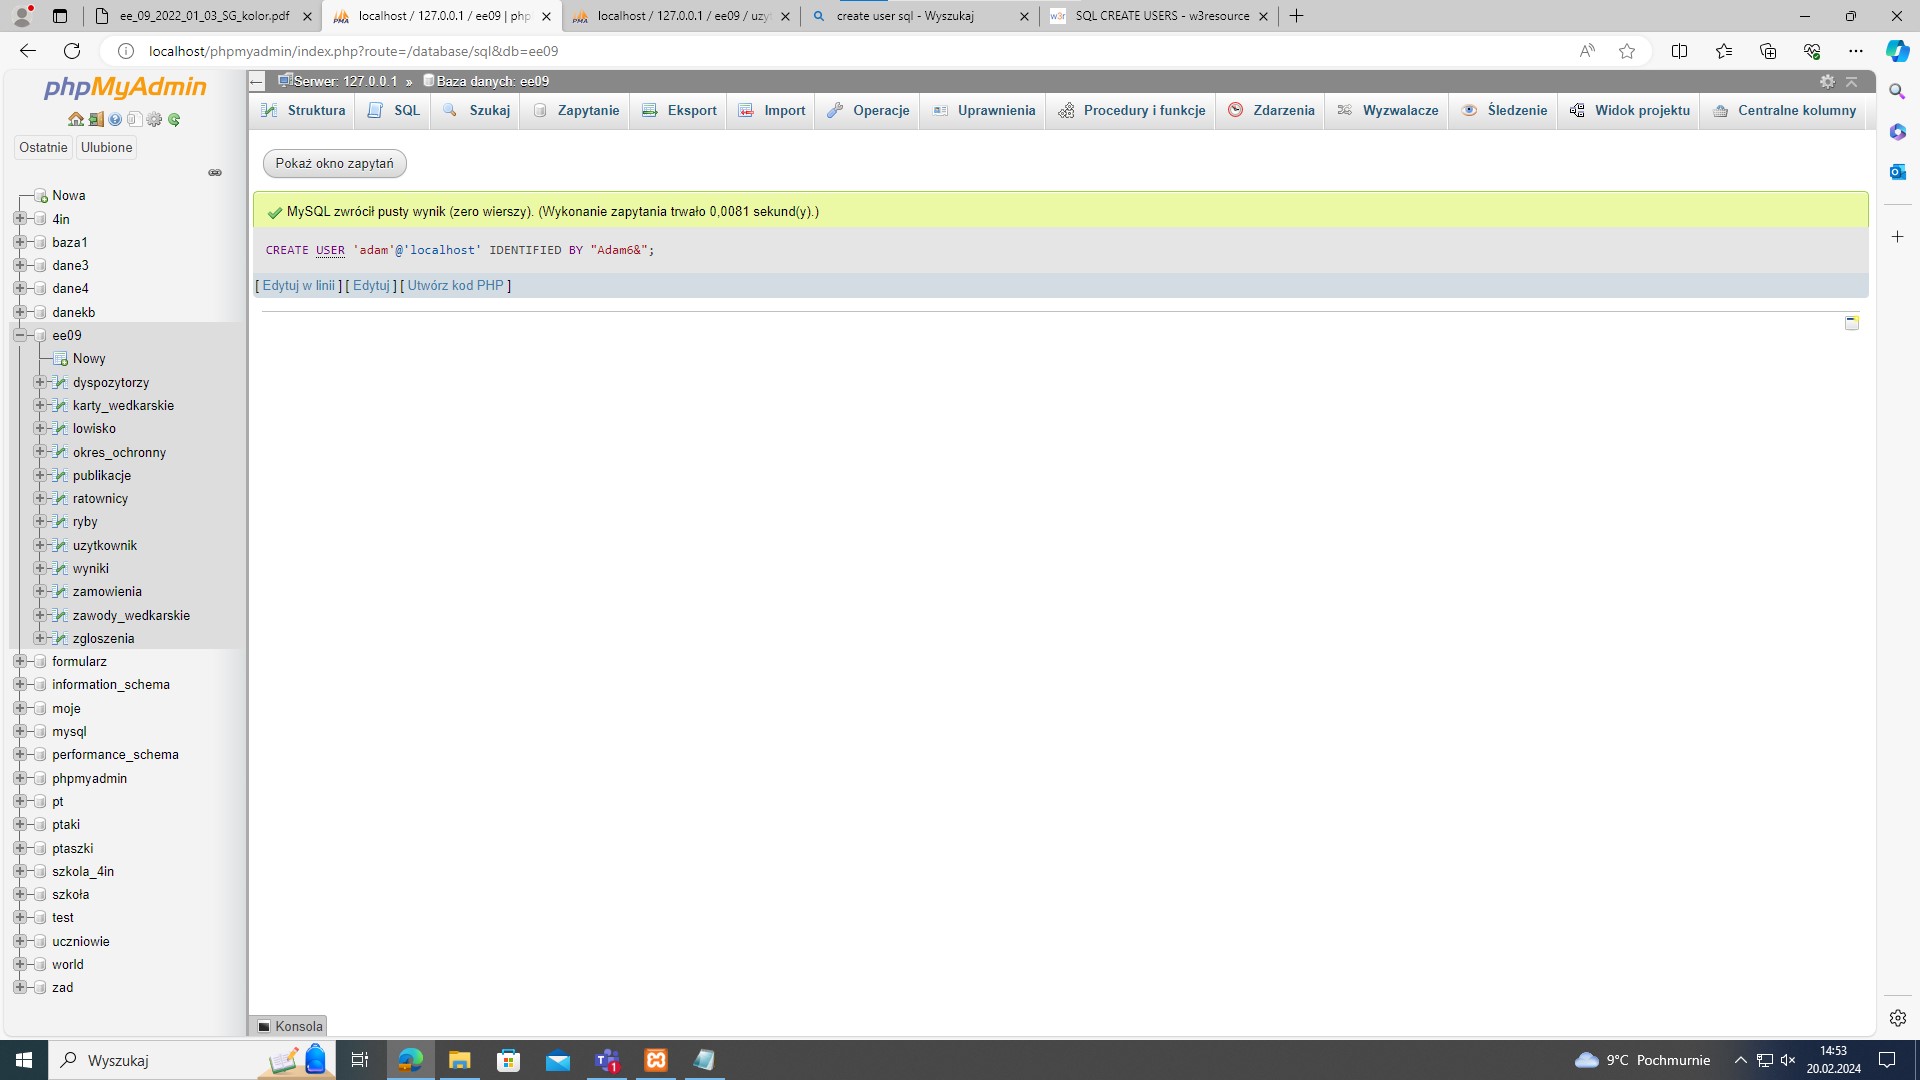 ee_09_2022_01_03_SG_kolor.pdf
localhost / 127.0.0.1 / ee09 | php
localhost / 127.0.0.1 / ee09 / uzyt
create user sql - Wyszukaj
SQL CREATE USERS - w3resource
localhost/phpmyadmin/index.php?route=/database/sql&db=ee09
phpMyAdmin
Ostatnie
Ulubione
Nowa
4in
baza1
dane3
dane4
danekb
ee09
Nowy
dyspozytorzy
karty_wedkarskie
lowisko
okres_ochronny
publikacje
ratownicy
ryby
uzytkownik
wyniki
zamowienia
zawody_wedkarskie
zgloszenia
formularz
information_schema
moje
mysql
performance_schema
phpmyadmin
pt
ptaki
ptaszki
szkola_4in
szkoła
test
uczniowie
world
zad
Serwer: 127.0.0.1 » Baza danych: ee09
Struktura SQL Szukaj Zapytanie Eksport Import Operacje Uprawnienia Procedury i funkcje Zdarzenia Wyzwalacze Śledzenie Widok projektu Centralne kolumny
Pokaż okno zapytań
MySQL zwrócił pusty wynik (zero wierszy). (Wykonanie zapytania trwało 0,0081 sekund(y).)
CREATE USER 'adam'@'localhost' IDENTIFIED BY "Adam6&";
[ Edytuj w linii ] [ Edytuj ] [ Utwórz kod PHP ]
Konsola
Wyszukaj
9°C Pochmurnie
14:53
20.02.2024